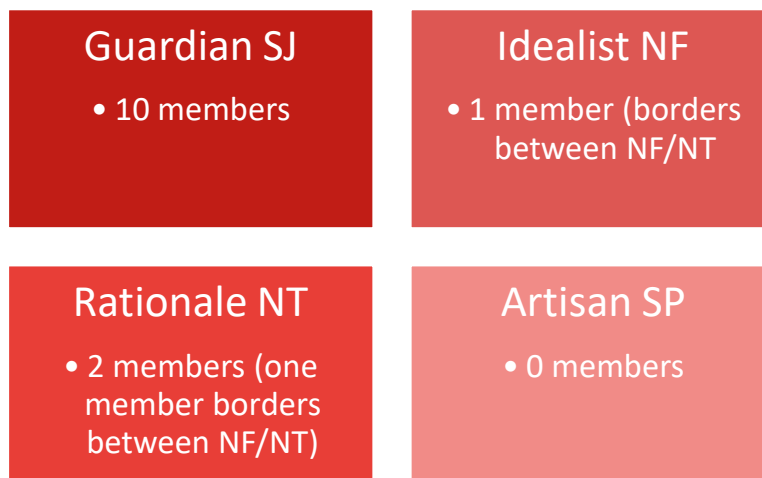 Guardian SJ
• 10 members
Idealist NF
• 1 member (borders
between NF/NT
Rationale NT
• 2 members (one
member borders
between NF/NT)
Artisan SP
• 0 members